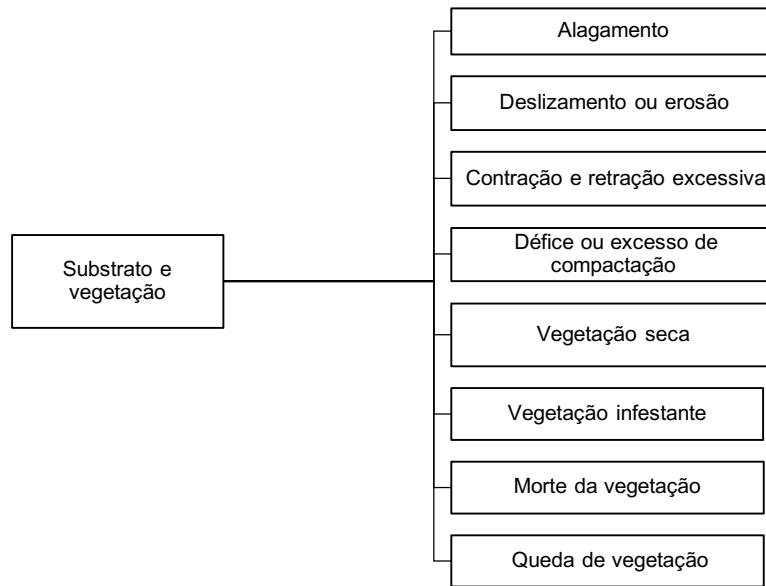 Substrato e
vegetação
Alagamento
Deslizamento ou erosão
Contração e retração excessiva
Défice ou excesso de
compactação
Vegetação seca
Vegetação infestante
Morte da vegetação
Queda de vegetação